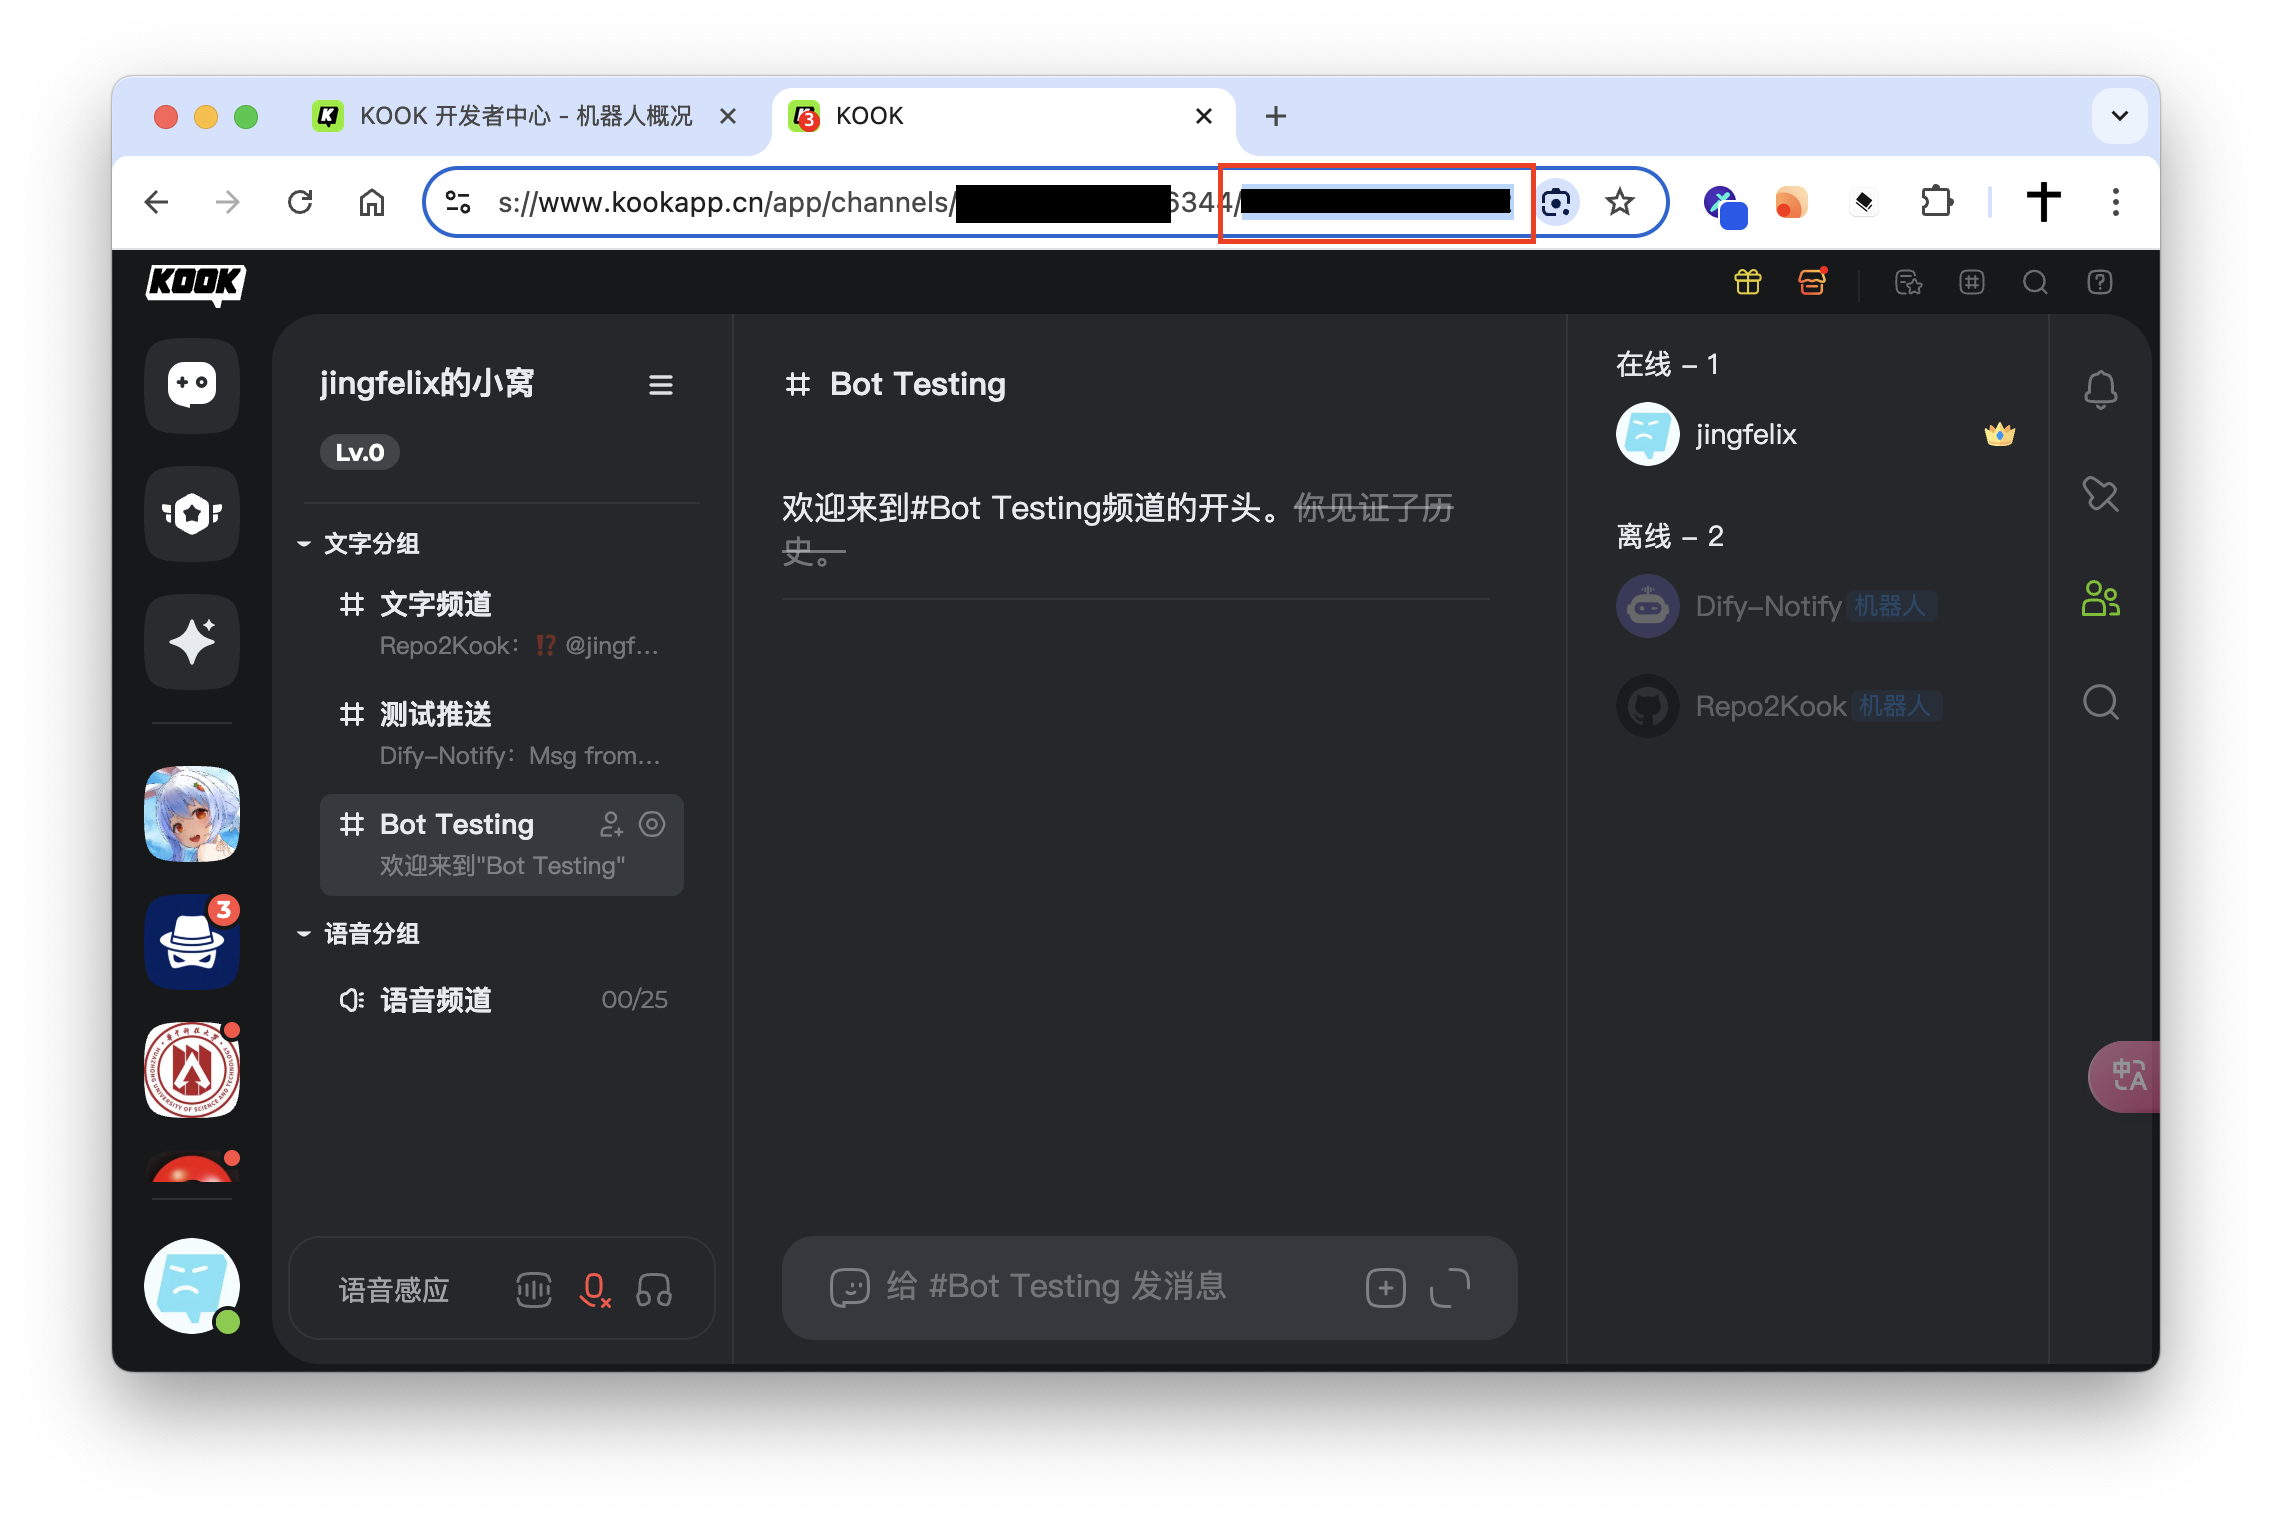 KOOK 开发者中心 - 机器人概况
3
KOOK
s://www.kookapp.cn/app/channels/
6344/
KOOK
jingfelix的小窝
Lv.0
文字分组
文字频道
Repo2Kook: ⁉️ @jingf...
测试推送
Dify-Notify: Msg from...
Bot Testing
欢迎来到"Bot Testing"
语音分组
语音频道
00/25
3
语音感应
Bot Testing
欢迎来到#Bot Testing频道的开头。你见证了历
史。
给 #Bot Testing 发消息
在线 – 1
jingfelix
离线 – 2
Dify-Notify 机器人
Repo2Kook 机器人
中A